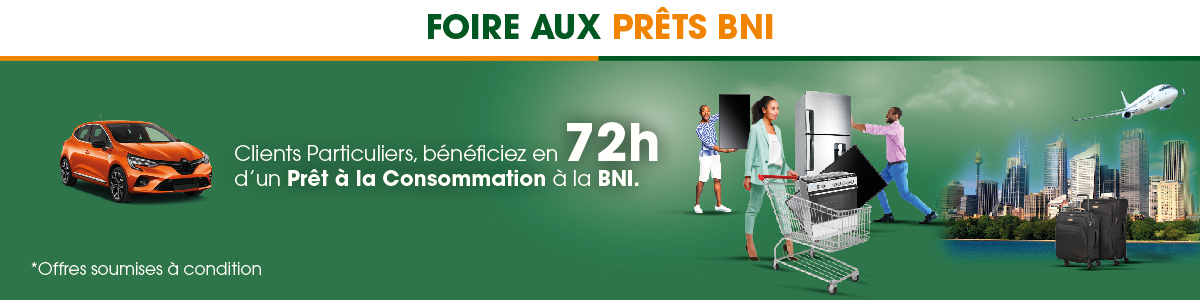 FOIRE AUX PRÊTS BNI
Clients Particuliers, bénéficiez en 72h
d'un Prêt à la Consommation à la BNI.
*Offres soumises à condition